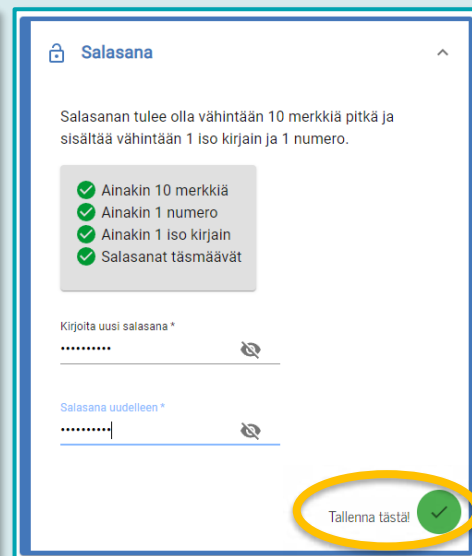 Salasana
Salasanan tulee olla vähintään 10 merkkiä pitkä ja
sisältää vähintään 1 iso kirjain ja 1 numero.
Ainakin 10 merkkiä
Ainakin 1 numero
Ainakin 1 iso kirjain
Salasanat täsmäävät
Kirjoita uusi salasana *
••••••••••
Salasana uudelleen *
••••••••••
Tallenna tästä!